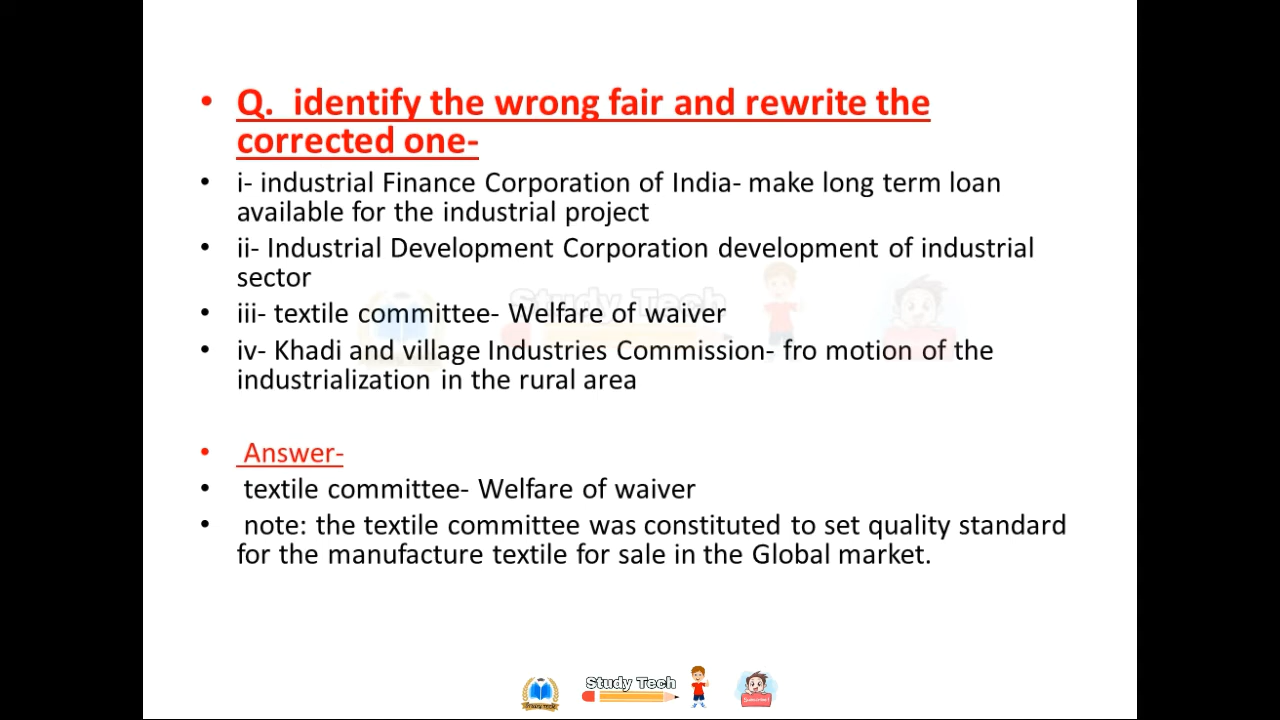 • Q. identify the wrong fair and rewrite the
corrected one-
• i- industrial Finance Corporation of India- make long term loan
available for the industrial project
• ii- Industrial Development Corporation development of industrial
sector
• iii- textile committee- Welfare of waiver
• iv- Khadi and village Industries Commission- fro motion of the
industrialization in the rural area
• Answer-
• textile committee- Welfare of waiver
• note: the textile committee was constituted to set quality standard
for the manufacture textile for sale in the Global market.
Study Tech
Study Tech